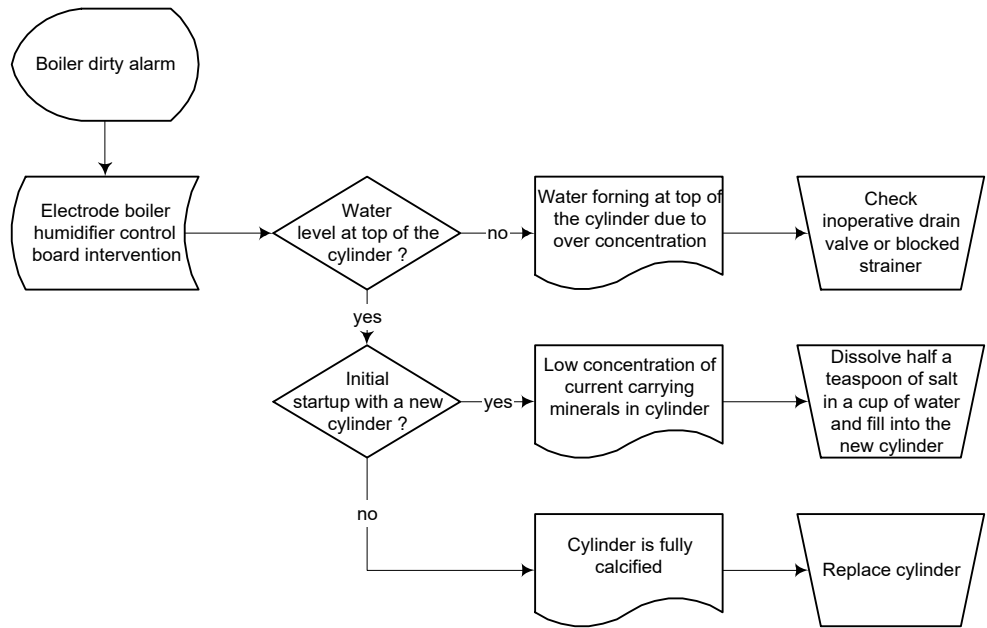 Boiler dirty alarm
Electrode boiler
humidifier control
board intervention
Water
level at top of the
cylinder ?
no
Water forning at top of
the cylinder due to
over concentration
Check
inoperative drain
valve or blocked
strainer
yes
Initial
startup with a new
cylinder ?
yes
Low concentration of
current carrying
minerals in cylinder
Dissolve half a
teaspoon of salt
in a cup of water
and fill into the
new cylinder
no
Cylinder is fully
calcified
Replace cylinder